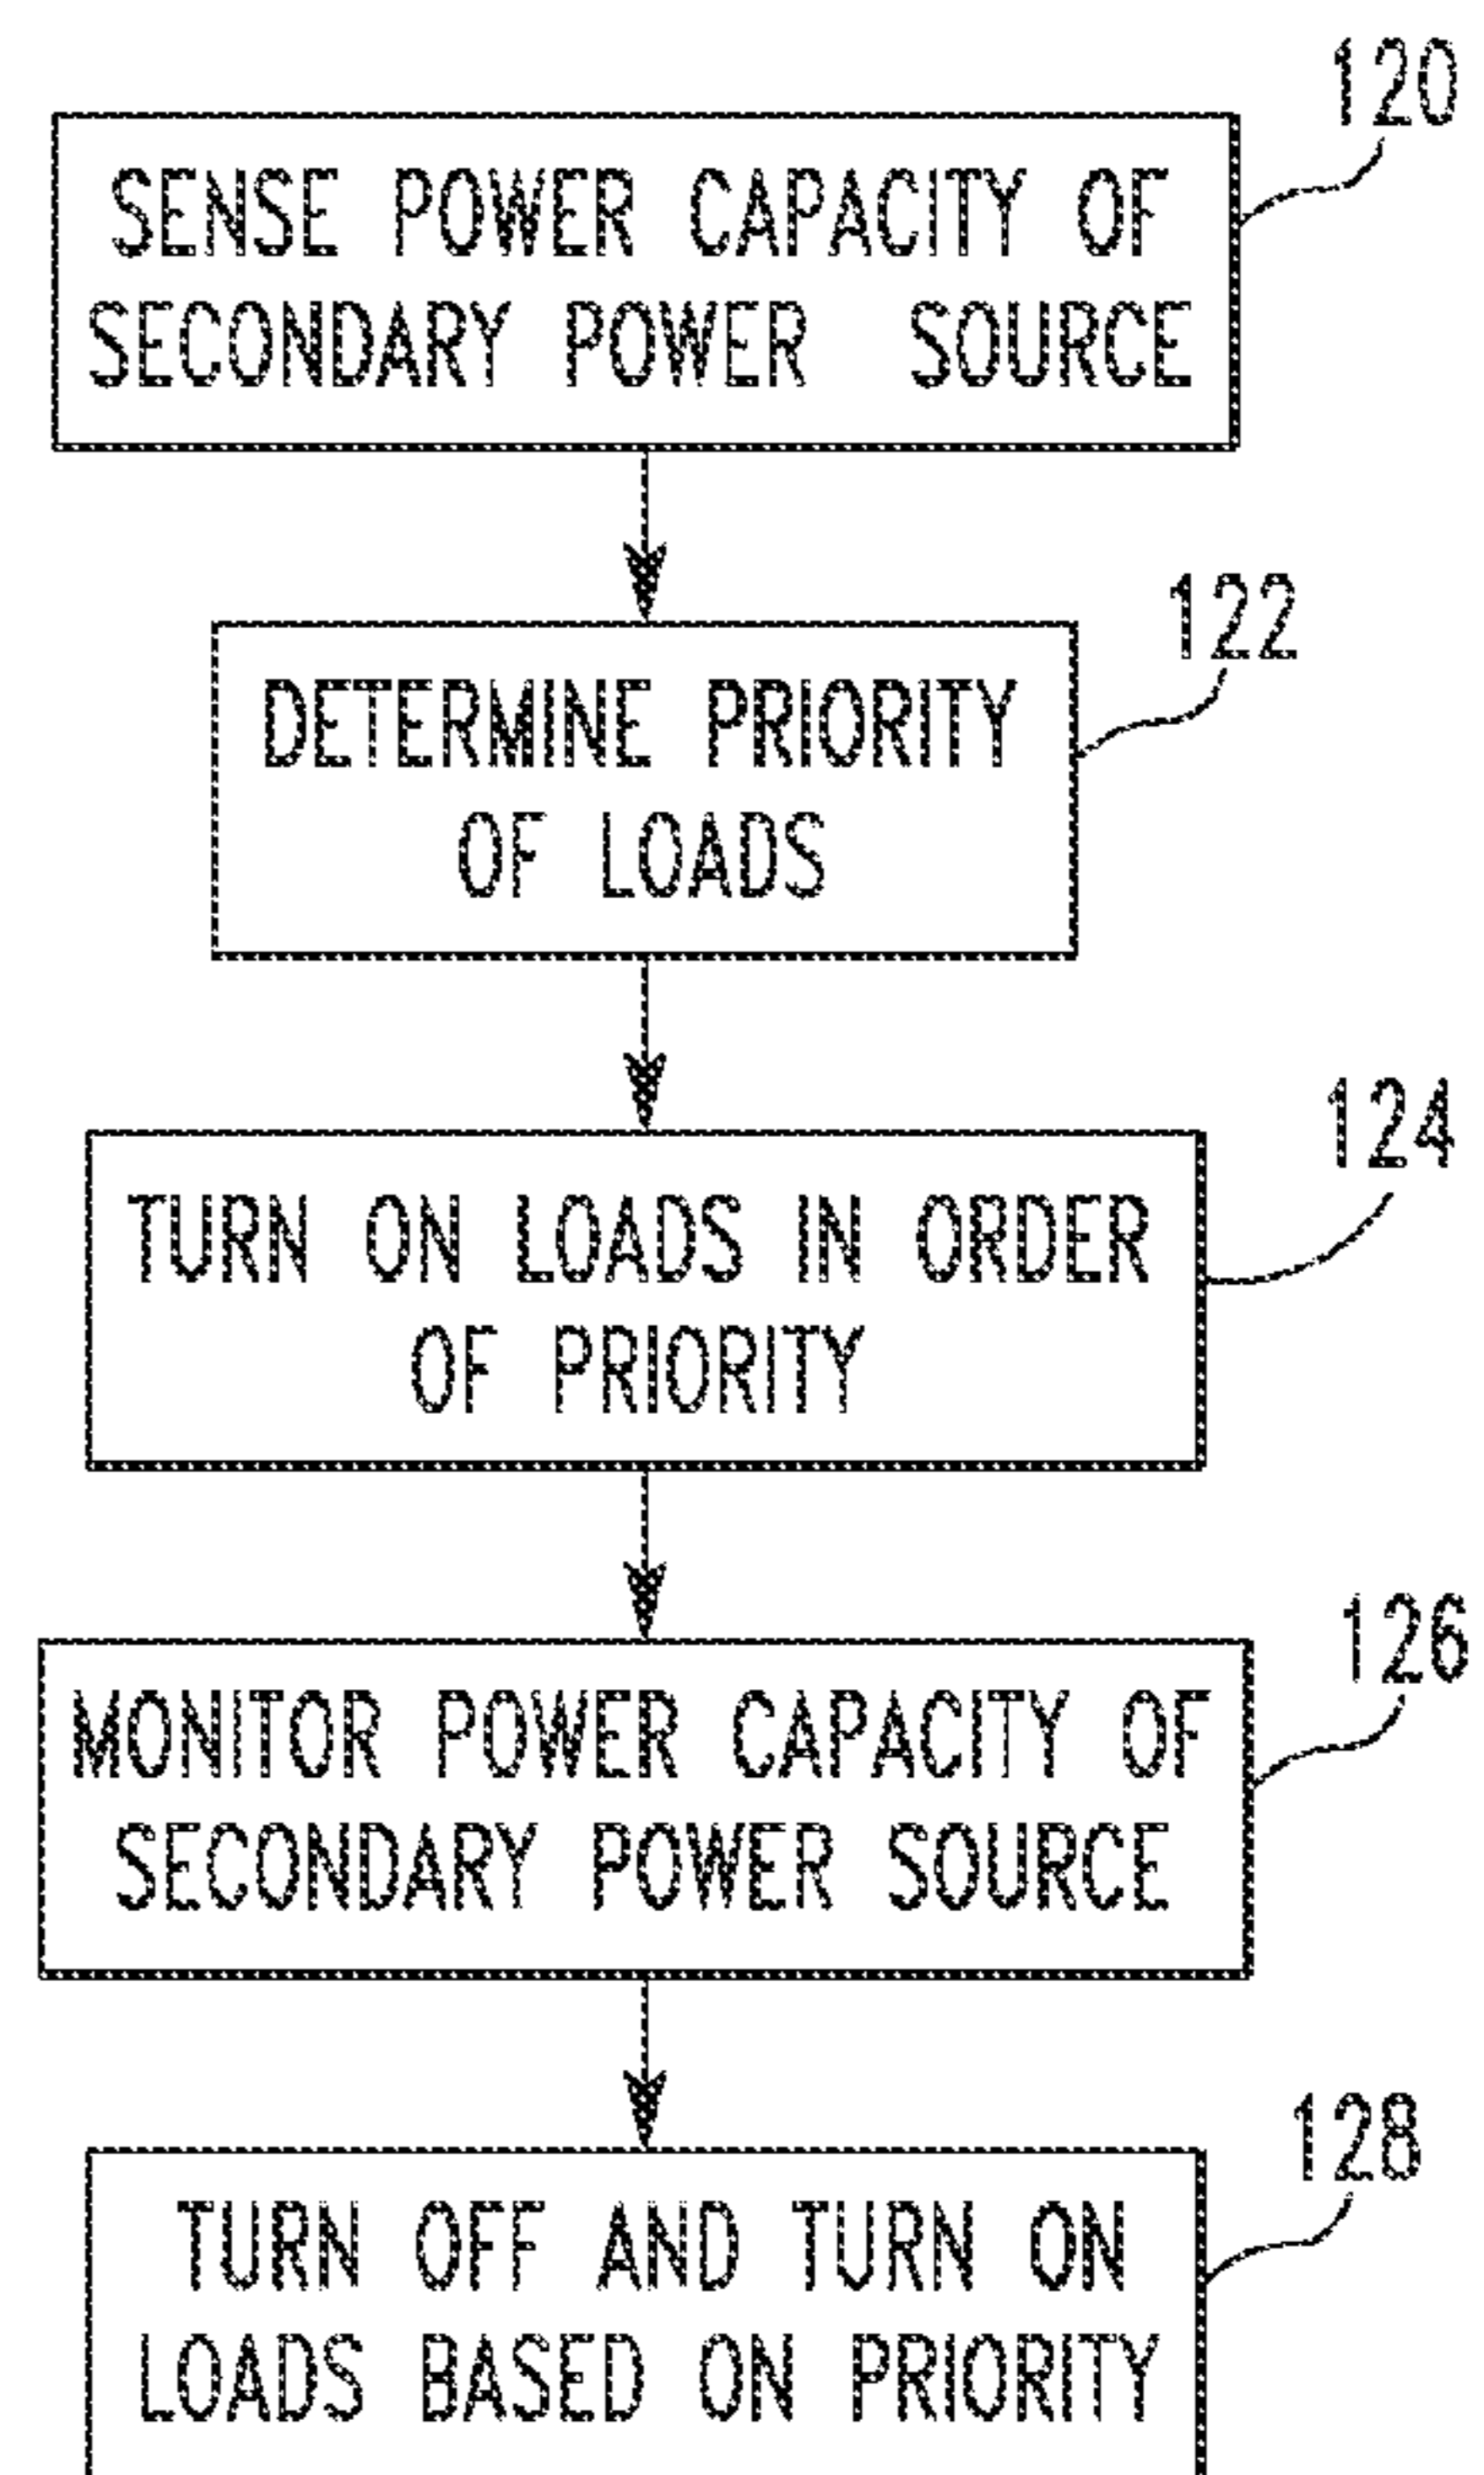 120
SENSE POWER CAPACITY OF
SECONDARY POWER SOURCE
122
DETERMINE PRIORITY
OF LOADS
124
TURN ON LOADS IN ORDER
OF PRIORITY
126
MONITOR POWER CAPACITY OF
SECONDARY POWER SOURCE
128
TURN OFF AND TURN ON
LOADS BASED ON PRIORITY